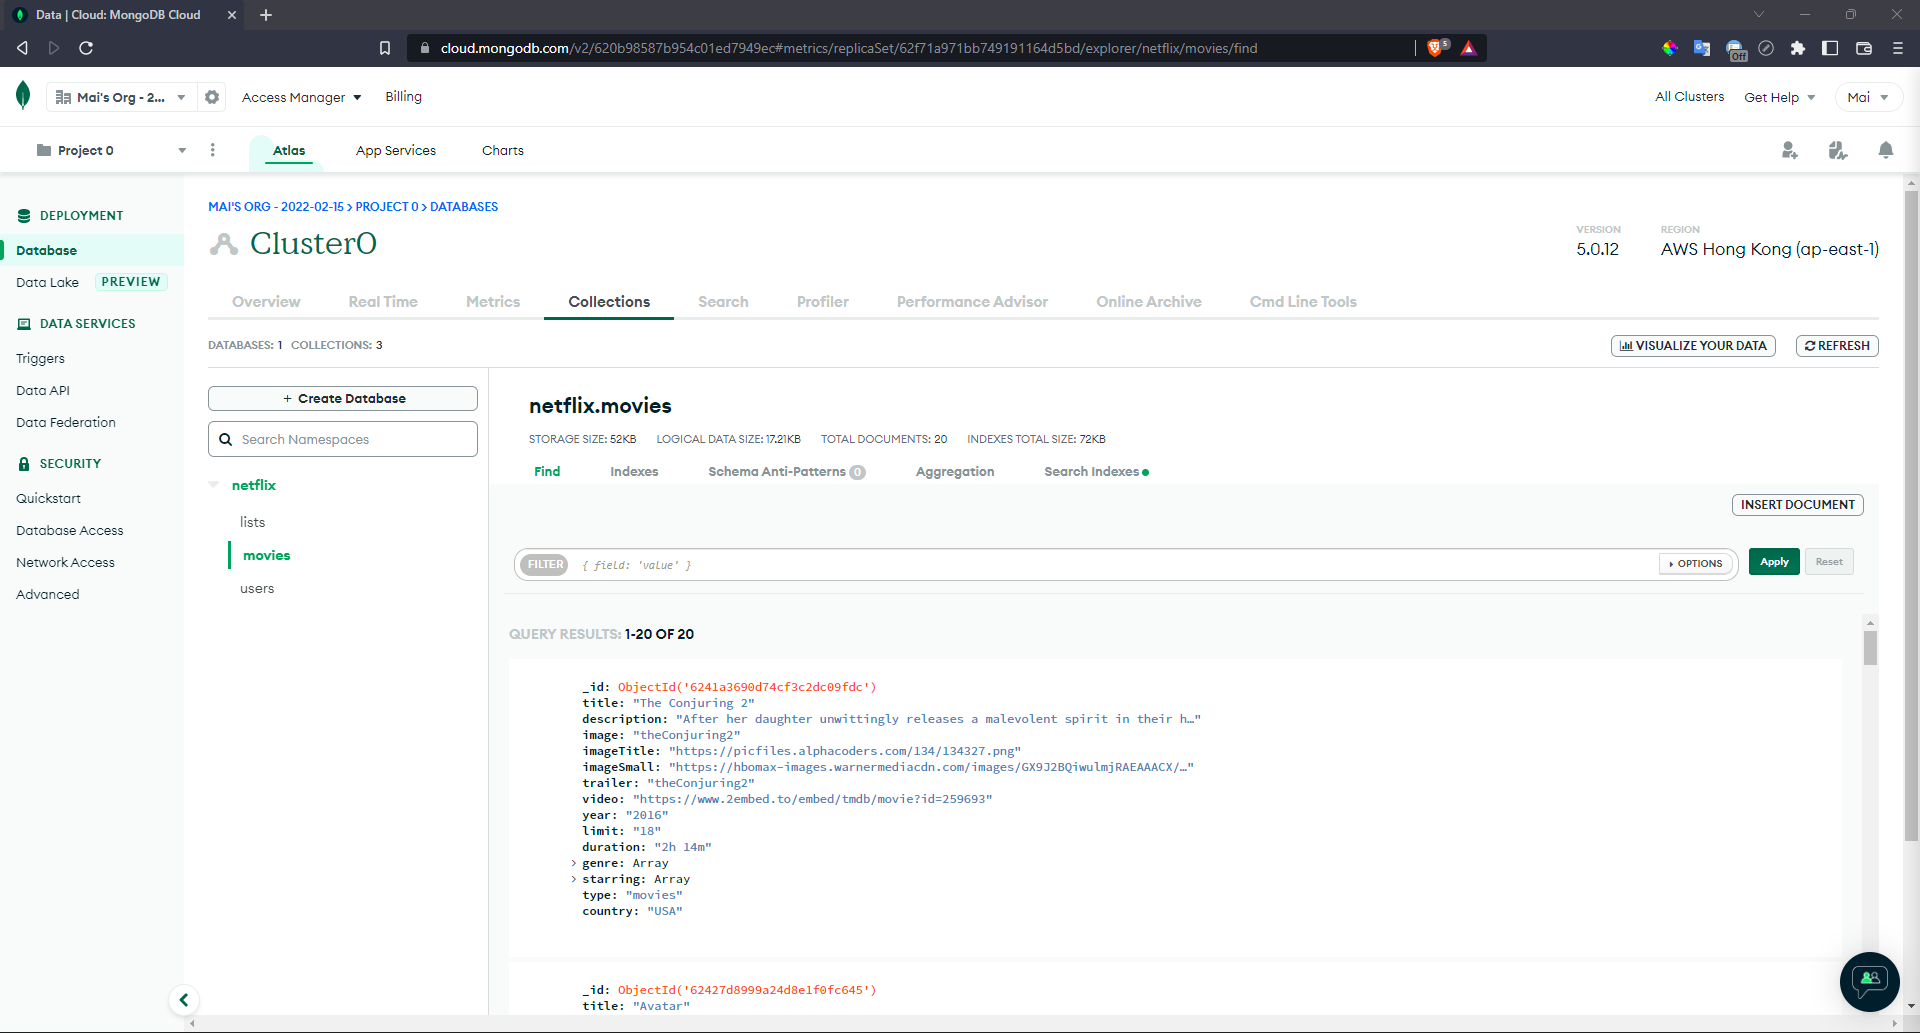 Data | Cloud: MongoDB Cloud
cloud.mongodb.com/v2/620b98587b954c01ed7949ec#metrics/replicaSet/62f71a971bb749191164d5bd/explorer/netflix/movies/find
5
Off
Mai's Org - 2...
Access Manager
Billing
All Clusters
Get Help
Mai
Project 0
Atlas
App Services
Charts
DEPLOYMENT
Database
Data Lake PREVIEW
DATA SERVICES
Triggers
Data API
Data Federation
SECURITY
Quickstart
Database Access
Network Access
Advanced
MAI'S ORG - 2022-02-15 > PROJECT 0 > DATABASES
Cluster0
VERSION
5.0.12
REGION
AWS Hong Kong (ap-east-1)
Overview Real Time Metrics Collections Search Profiler Performance Advisor Online Archive Cmd Line Tools
DATABASES: 1 COLLECTIONS: 3
VISUALIZE YOUR DATA
REFRESH
+ Create Database
Search Namespaces
netflix
lists
movies
users
netflix.movies
STORAGE SIZE: 52KB LOGICAL DATA SIZE: 17.21KB TOTAL DOCUMENTS: 20 INDEXES TOTAL SIZE: 72KB
Find Indexes Schema Anti-Patterns 0 Aggregation Search Indexes
INSERT DOCUMENT
FILTER { field: 'value' }
OPTIONS
Apply
Reset
QUERY RESULTS: 1-20 OF 20
_id: ObjectId('6241a3690d74cf3c2dc09fdc')
title: "The Conjuring 2"
description: "After her daughter unwittingly releases a malevolent spirit in their h…"
image: "theConjuring2"
imageTitle: "https://picfiles.alphacoders.com/134/134327.png"
imageSmall: "https://hbomax-images.warnermediacdn.com/images/GX9J2BQiwulmjRAEAAACX/…"
trailer: "theConjuring2"
video: "https://www.2embed.to/embed/tmdb/movie?id=259693"
year: "2016"
limit: "18"
duration: "2h 14m"
genre: Array
starring: Array
type: "movies"
country: "USA"
_id: ObjectId('62427d8999a24d8e1f0fc645')
title: "Avatar"